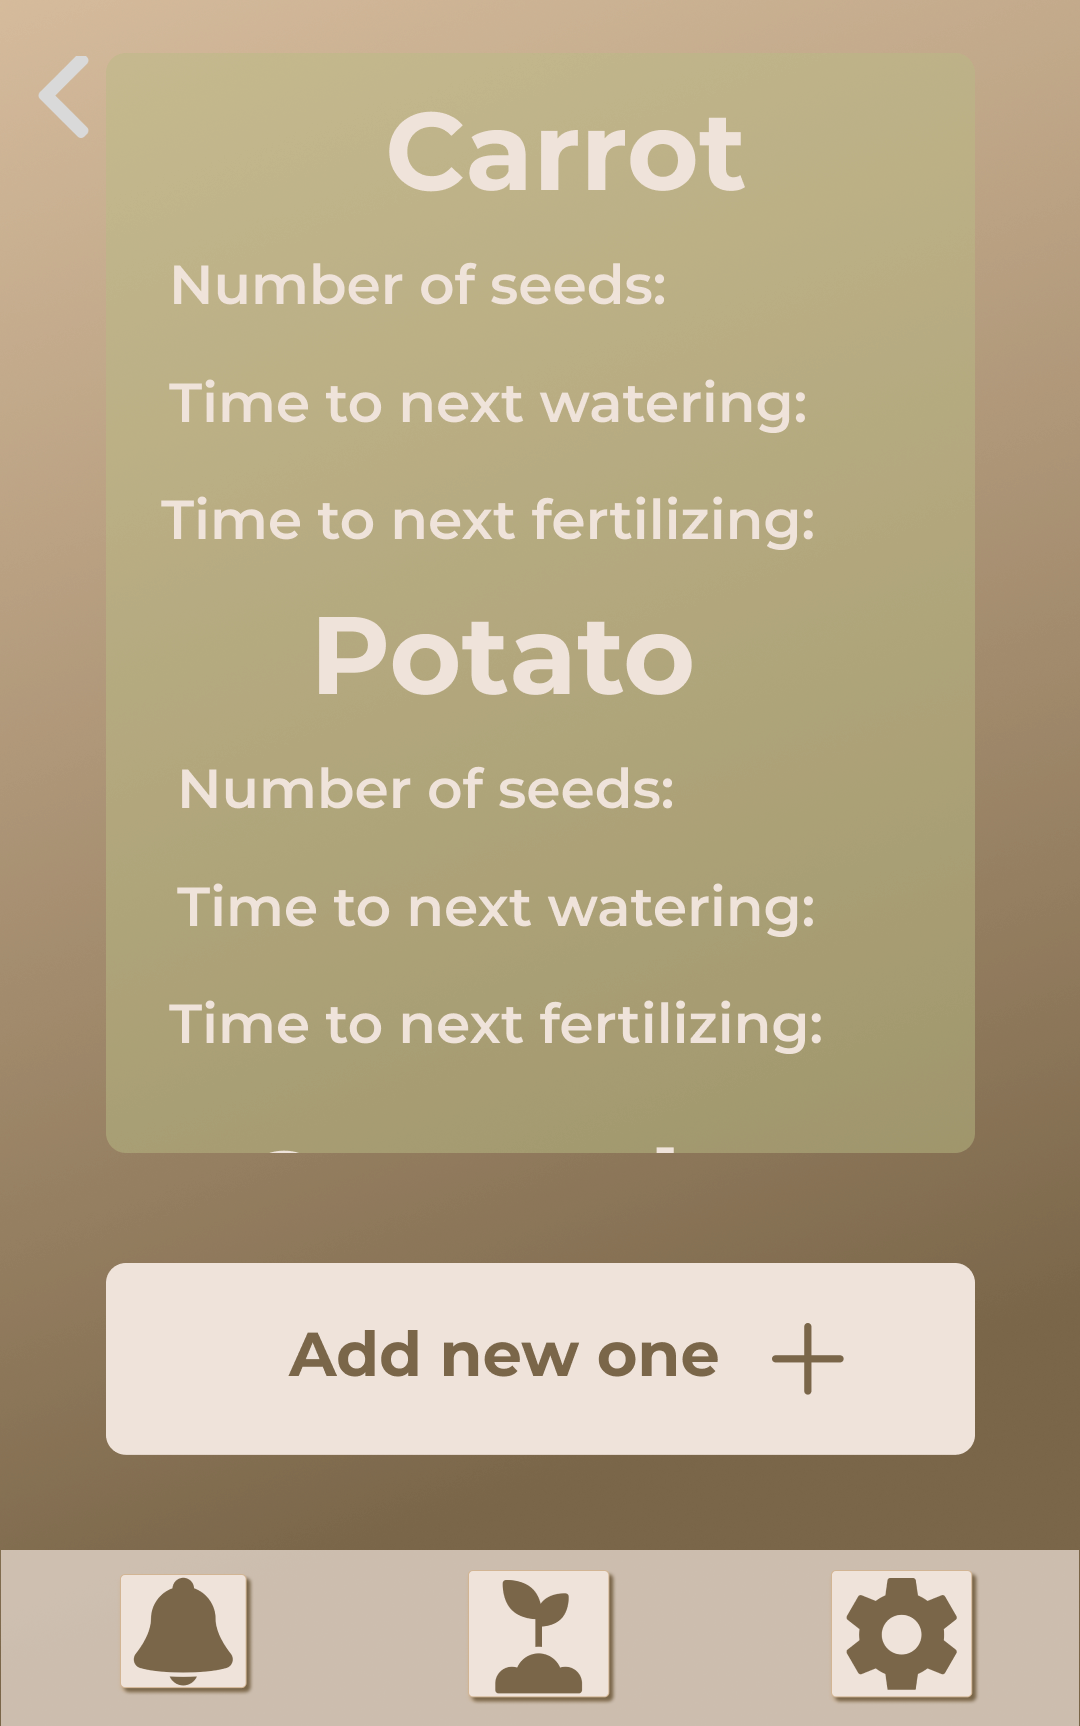 Carrot
Number of seeds:
Time to next watering:
Time to next fertilizing:
Potato
Number of seeds:
Time to next watering:
Time to next fertilizing:
Add new one